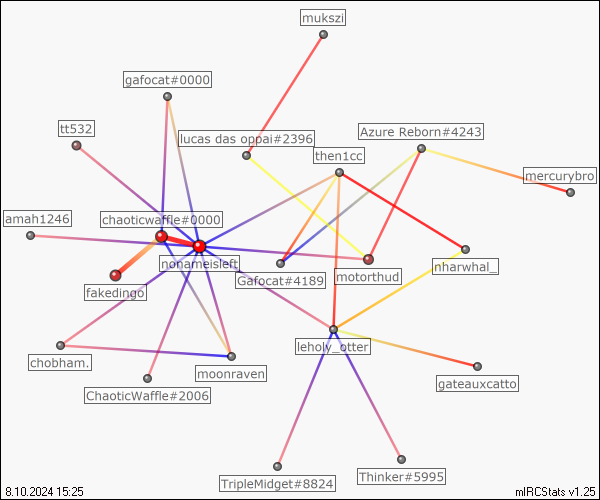 mukszi
gafocat#0000
tt532
lucas das oppai#2396
Azure Reborn#4243
then1cc
mercurybro
amah1246
chaoticwaffle#0000
nonameisleft
nharwhal_
Gafocat#4189
motorthud
fakedingo
leholy_otter
chobham.
moonraven
gateauxcatto
ChaoticWaffle#2006
TripleMidget#8824
Thinker#5995
8.10.2024 15:25
mIRCStats v1.25